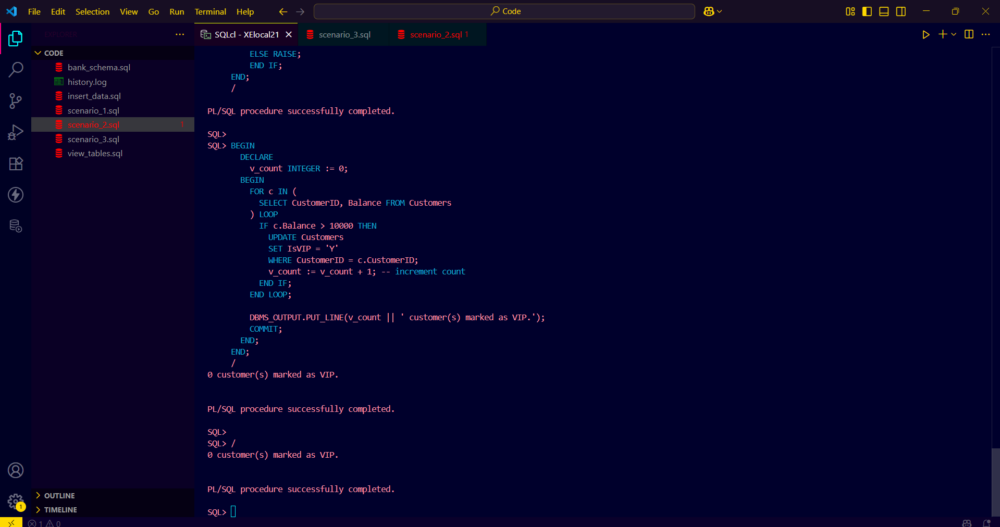 File Edit Selection View Go Run Terminal Help
Code
EXPLORER
SQLcl - XElocal21
scenario_3.sql
scenario_2.sql 1
CODE
bank_schema.sql
history.log
insert_data.sql
scenario_1.sql
scenario_2.sql 1
scenario_3.sql
view_tables.sql
ELSE RAISE;
END IF;
END;
/
PL/SQL procedure successfully completed.
SQL>
SQL> BEGIN
DECLARE
v_count INTEGER := 0;
BEGIN
FOR c IN (
SELECT CustomerID, Balance FROM Customers
) LOOP
IF c.Balance > 10000 THEN
UPDATE Customers
SET IsVIP = 'Y'
WHERE CustomerID = c.CustomerID;
v_count := v_count + 1; -- increment count
END IF;
END LOOP;
DBMS_OUTPUT.PUT_LINE(v_count || ' customer(s) marked as VIP.');
COMMIT;
END;
END;
/
0 customer(s) marked as VIP.
PL/SQL procedure successfully completed.
SQL>
SQL> /
0 customer(s) marked as VIP.
PL/SQL procedure successfully completed.
SQL>
OUTLINE
TIMELINE
1
1 0